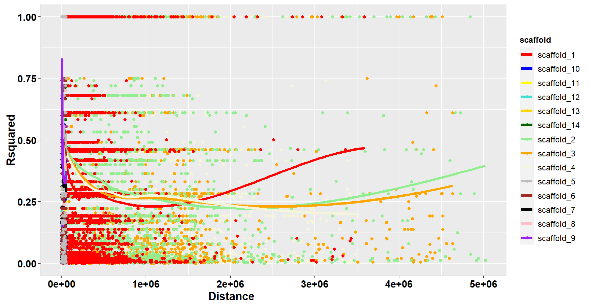 Rsquared
1.00
0.75
0.50
0.25
0.00
0e+00 1e+06 2e+06 3e+06 4e+06 5e+06
Distance
scaffold
scaffold_1
scaffold_10
scaffold_11
scaffold_12
scaffold_13
scaffold_14
scaffold_2
scaffold_3
scaffold_4
scaffold_5
scaffold_6
scaffold_7
scaffold_8
scaffold_9